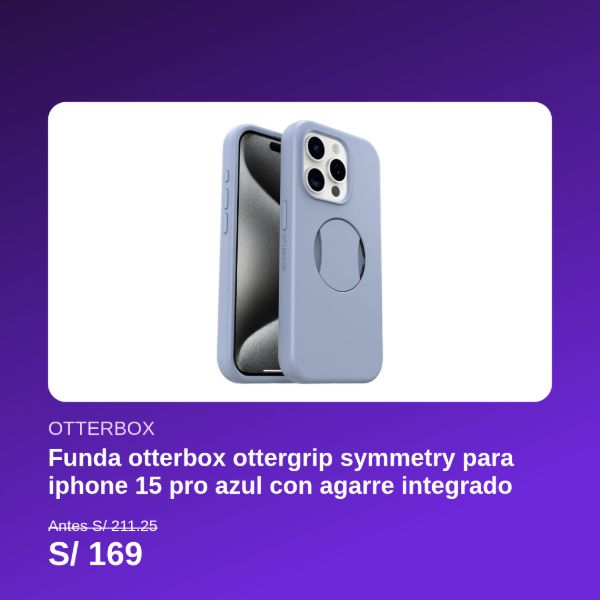 OTTERBOX
Funda otterbox ottergrip symmetry para
iphone 15 pro azul con agarre integrado
Antes S/ 211.25
S/ 169